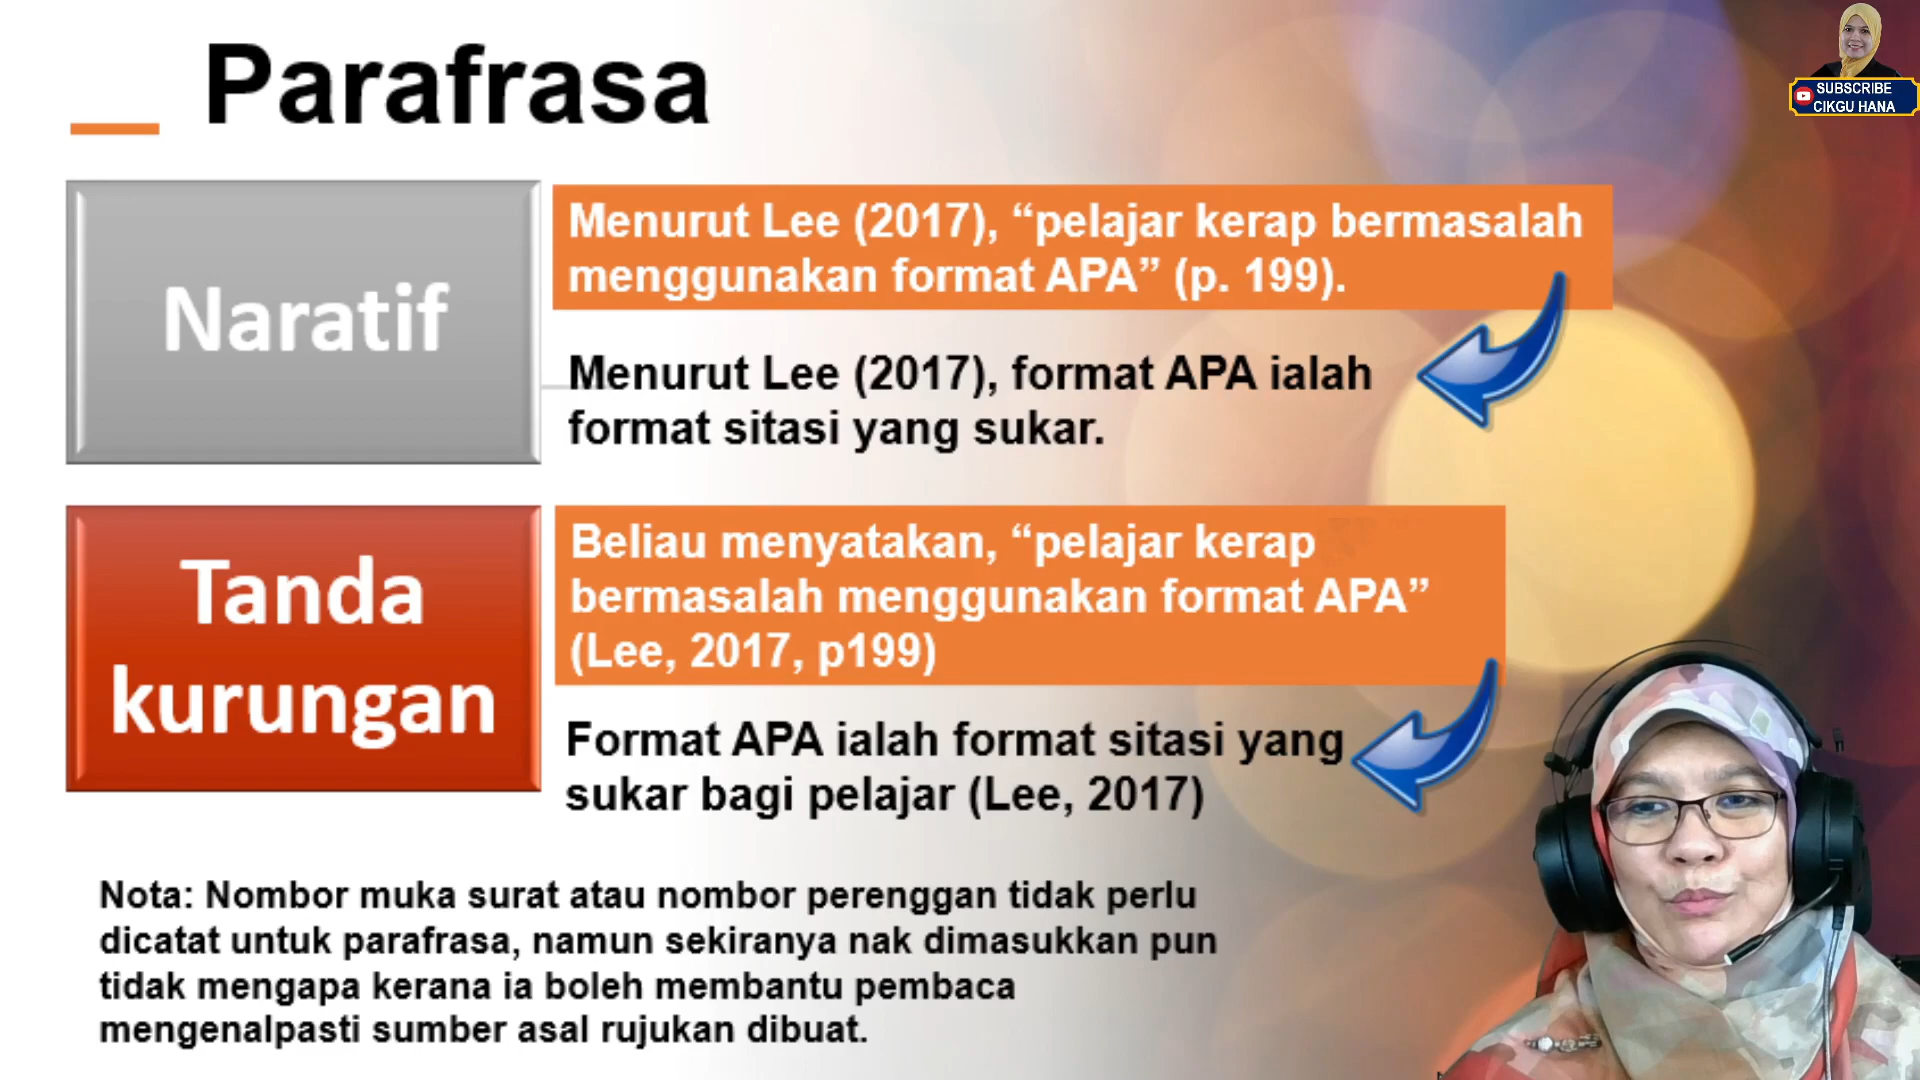 Parafrasa
SUBSCRIBE
CIKGU HANA
Naratif
Menurut Lee (2017), “pelajar kerap bermasalah
menggunakan format APA” (p. 199).
Menurut Lee (2017), format APA ialah
format sitasi yang sukar.
Tanda
kurungan
Beliau menyatakan, “pelajar kerap
bermasalah menggunakan format APA”
(Lee, 2017, p199)
Format APA ialah format sitasi yang
sukar bagi pelajar (Lee, 2017)
Nota: Nombor muka surat atau nombor perenggan tidak perlu
dicatat untuk parafrasa, namun sekiranya nak dimasukkan pun
tidak mengapa kerana ia boleh membantu pembaca
mengenalpasti sumber asal rujukan dibuat.